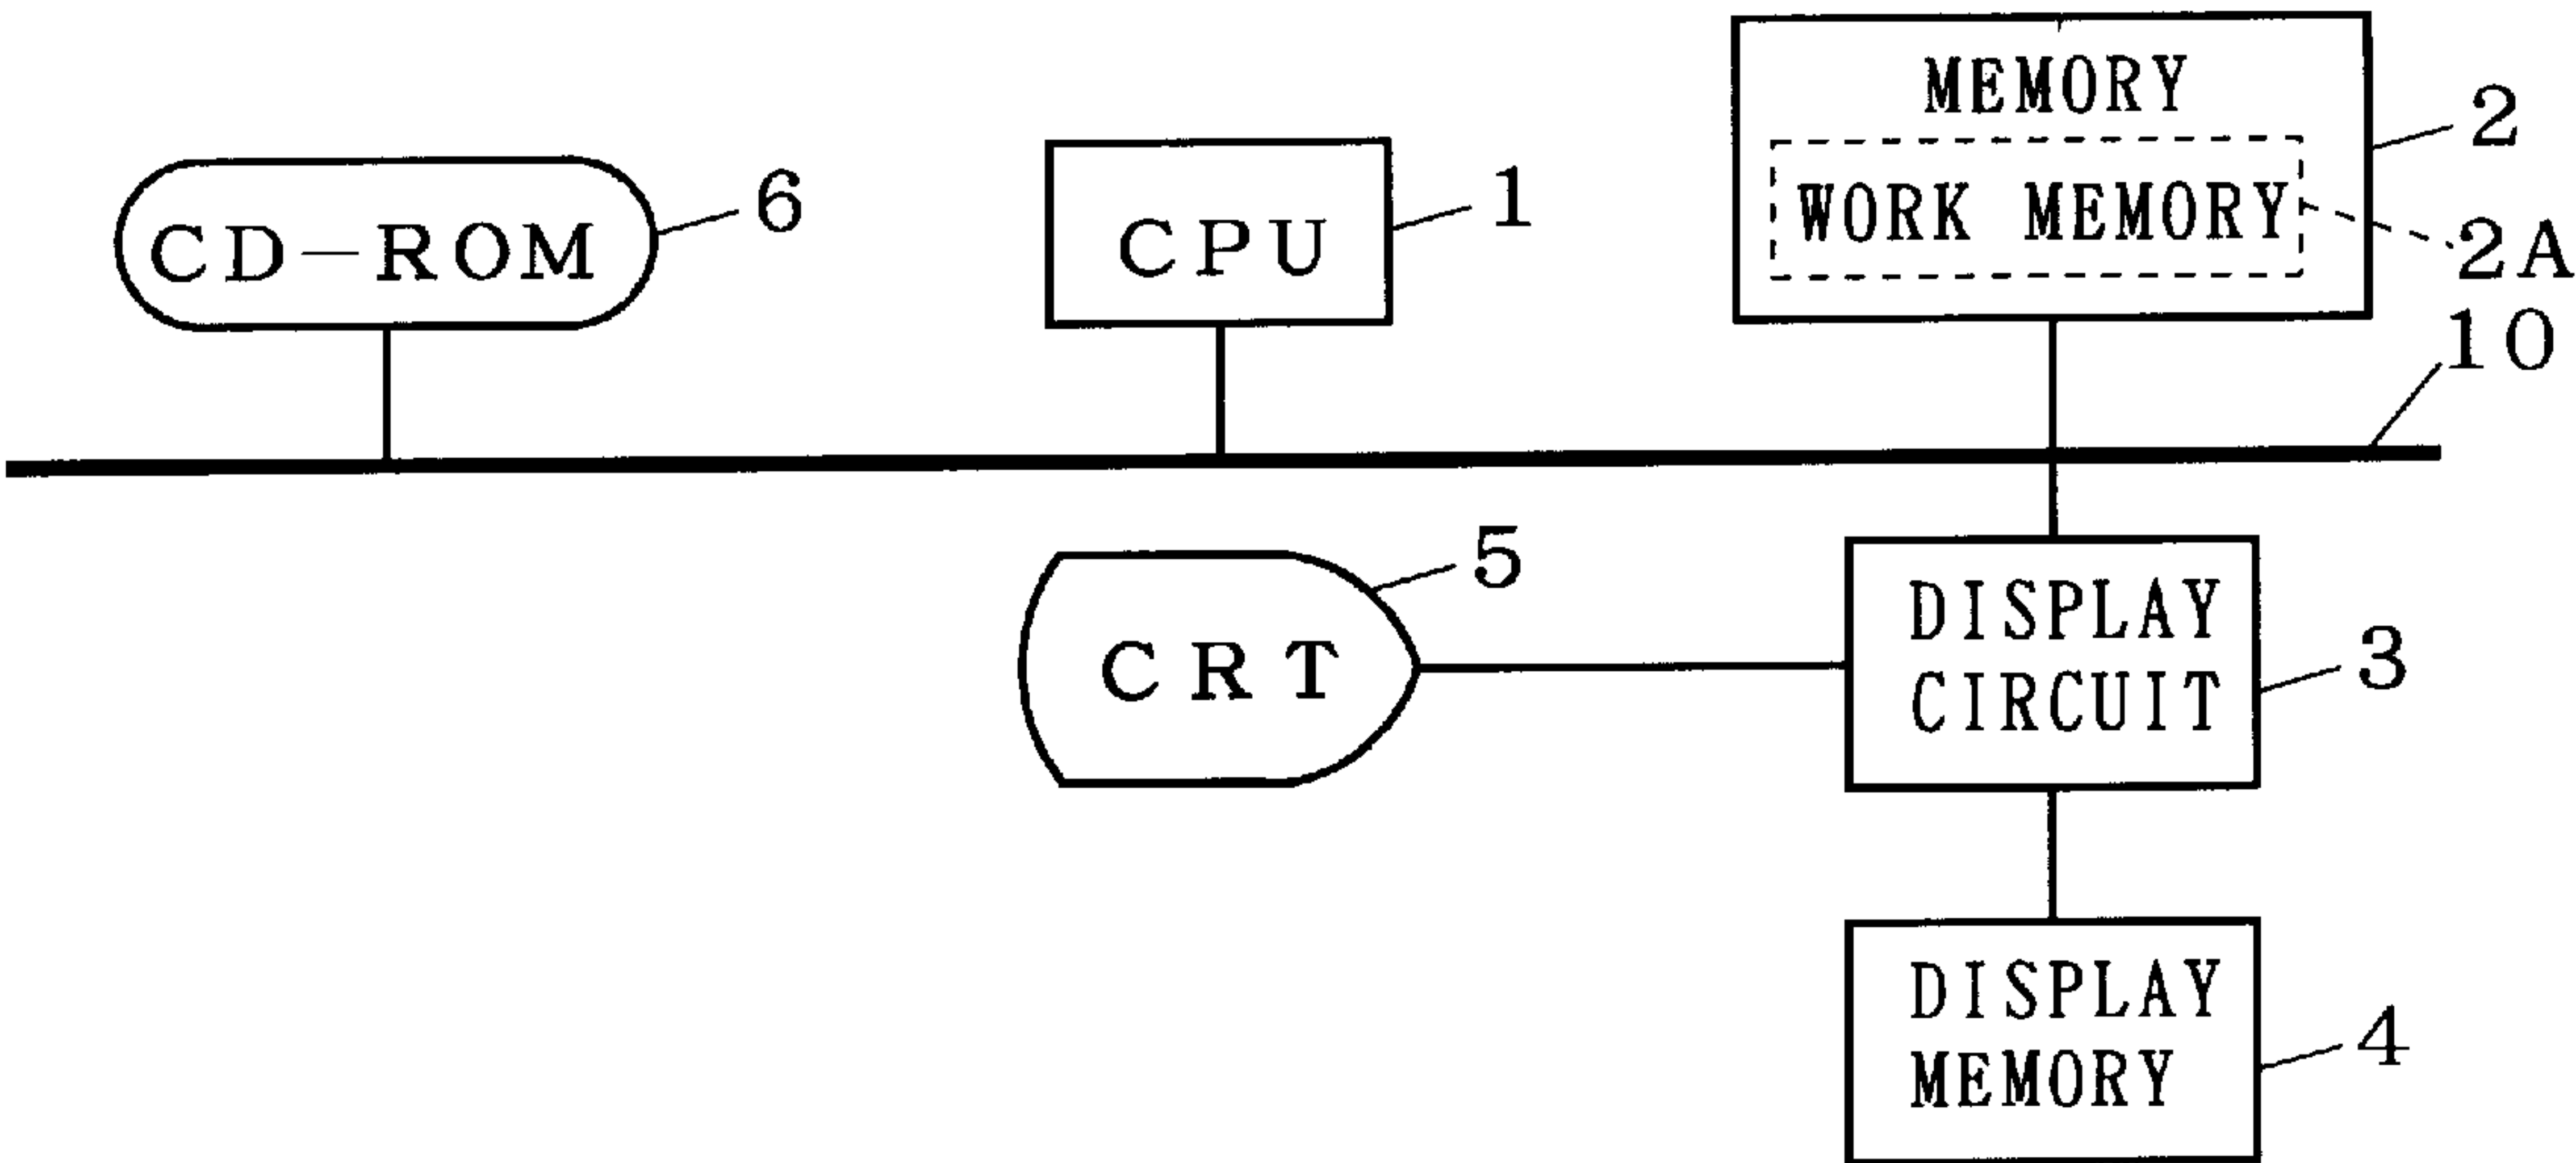 MEMORY
2
WORK MEMORY
2A
CD-ROM
6
CPU
1
10
CRT
5
DISPLAY
CIRCUIT
3
DISPLAY
MEMORY
4